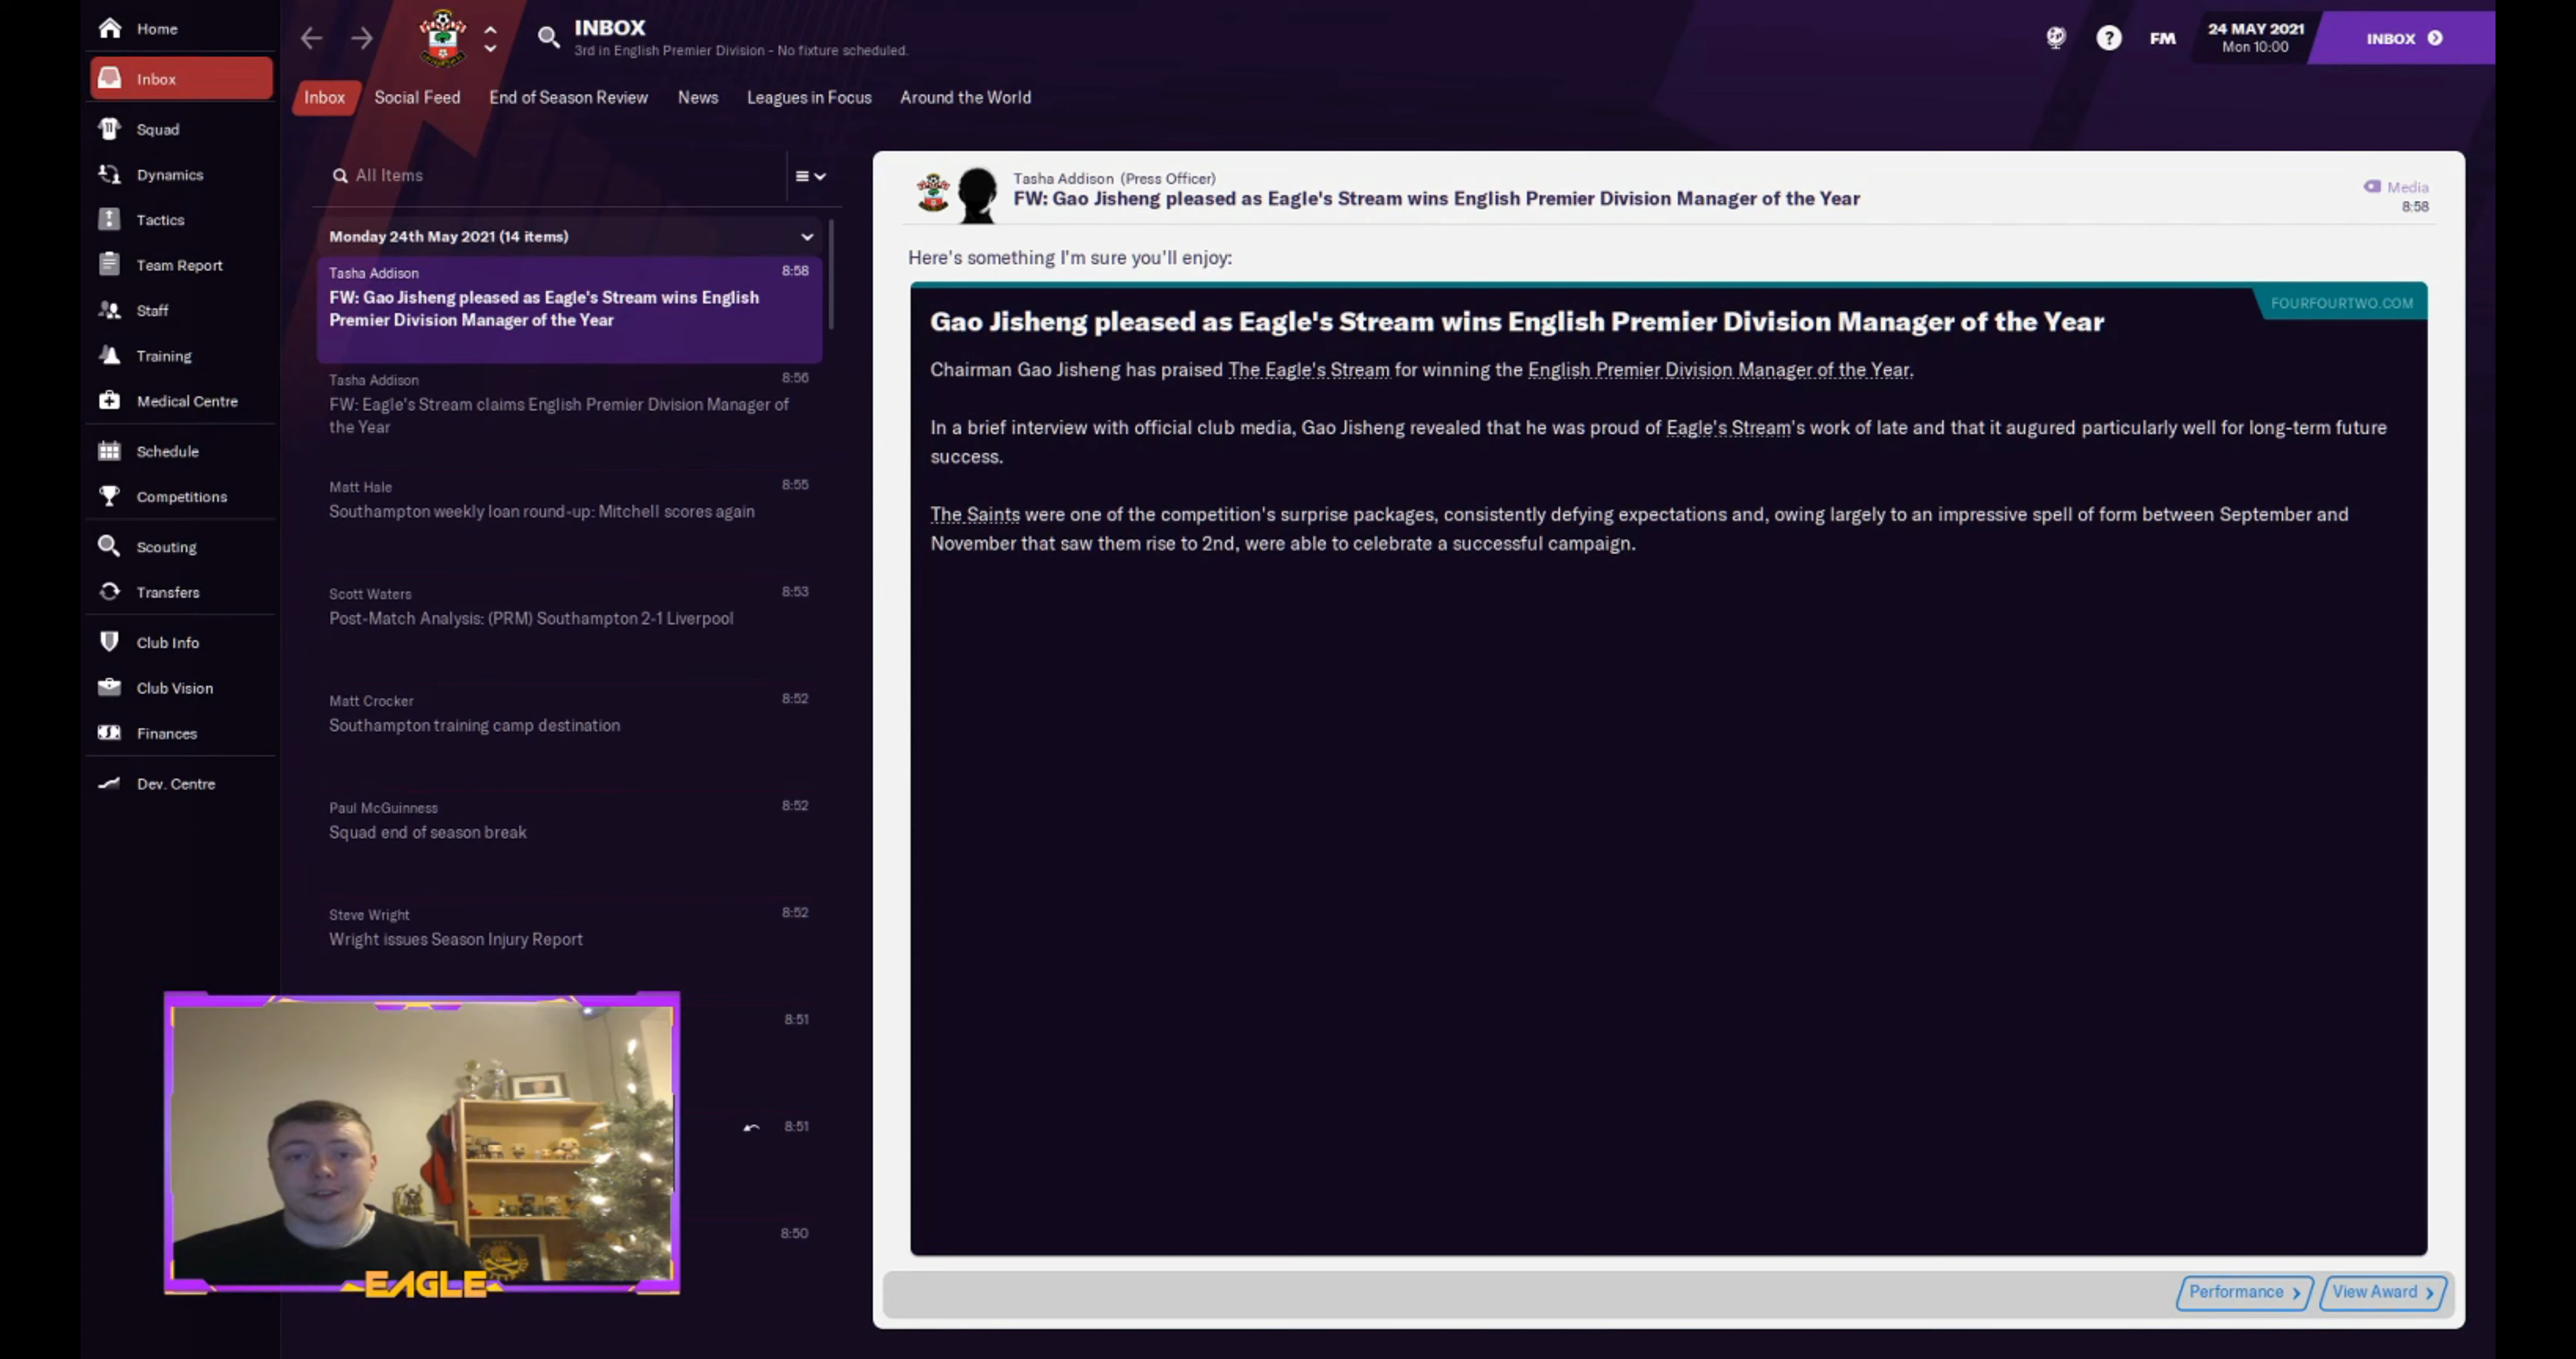 Home
Inbox
Squad
Dynamics
Tactics
Team Report
Staff
Training
Medical Centre
Schedule
Competitions
Scouting
Transfers
Club Info
Club Vision
Finances
Dev. Centre
INBOX
3rd in English Premier Division - No fixture scheduled.
FM
24 MAY 2021
Mon 10:00
INBOX
Inbox
Social Feed
End of Season Review
News
Leagues in Focus
Around the World
All Items
Monday 24th May 2021 (14 items)
Tasha Addison 8:58
FW: Gao Jisheng pleased as Eagle's Stream wins English
Premier Division Manager of the Year
Tasha Addison 8:56
FW: Eagle's Stream claims English Premier Division Manager of
the Year
Matt Hale 8:55
Southampton weekly loan round-up: Mitchell scores again
Scott Waters 8:53
Post-Match Analysis: (PRM) Southampton 2-1 Liverpool
Matt Crocker 8:52
Southampton training camp destination
Paul McGuinness 8:52
Squad end of season break
Steve Wright 8:52
Wright issues Season Injury Report
8:51
8:51
8:50
EAGLE
Tasha Addison (Press Officer)
FW: Gao Jisheng pleased as Eagle's Stream wins English Premier Division Manager of the Year
Media
8:58
Here's something I'm sure you'll enjoy:
FOURFOURTWO.COM
Gao Jisheng pleased as Eagle's Stream wins English Premier Division Manager of the Year
Chairman Gao Jisheng has praised The Eagle's Stream for winning the English Premier Division Manager of the Year.
In a brief interview with official club media, Gao Jisheng revealed that he was proud of Eagle's Stream's work of late and that it augured particularly well for long-term future
success.
The Saints were one of the competition's surprise packages, consistently defying expectations and, owing largely to an impressive spell of form between September and
November that saw them rise to 2nd, were able to celebrate a successful campaign.
Performance
View Award